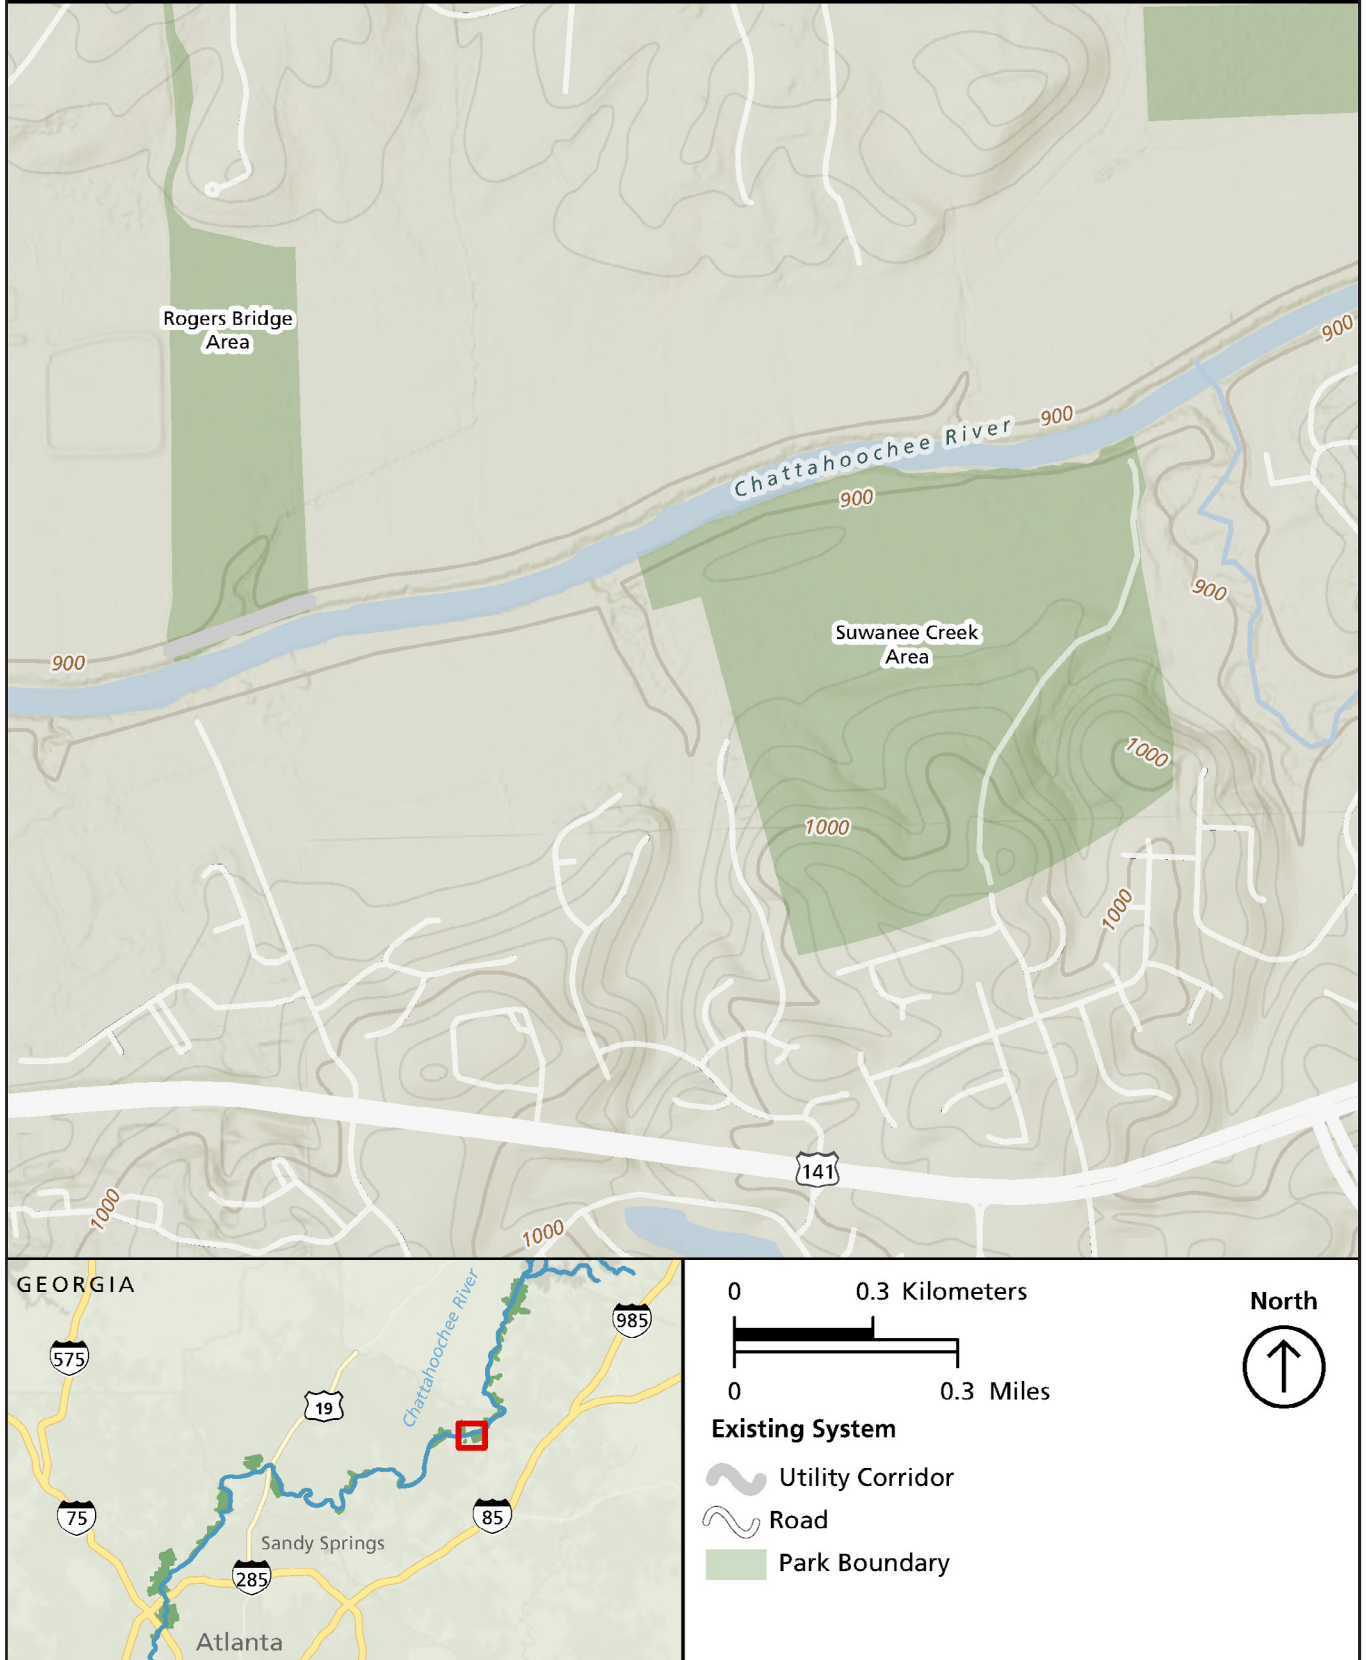 Rogers Bridge
Area
900
Chattahoochee River
900
900
900
Suwanee Creek
Area
900
1000
1000
1000
141
1000
1000
GEORGIA
575
19
985
Chattahoochee River
75
85
Sandy Springs
285
Atlanta
0 0.3 Kilometers
0 0.3 Miles
North
Existing System
Utility Corridor
Road
Park Boundary